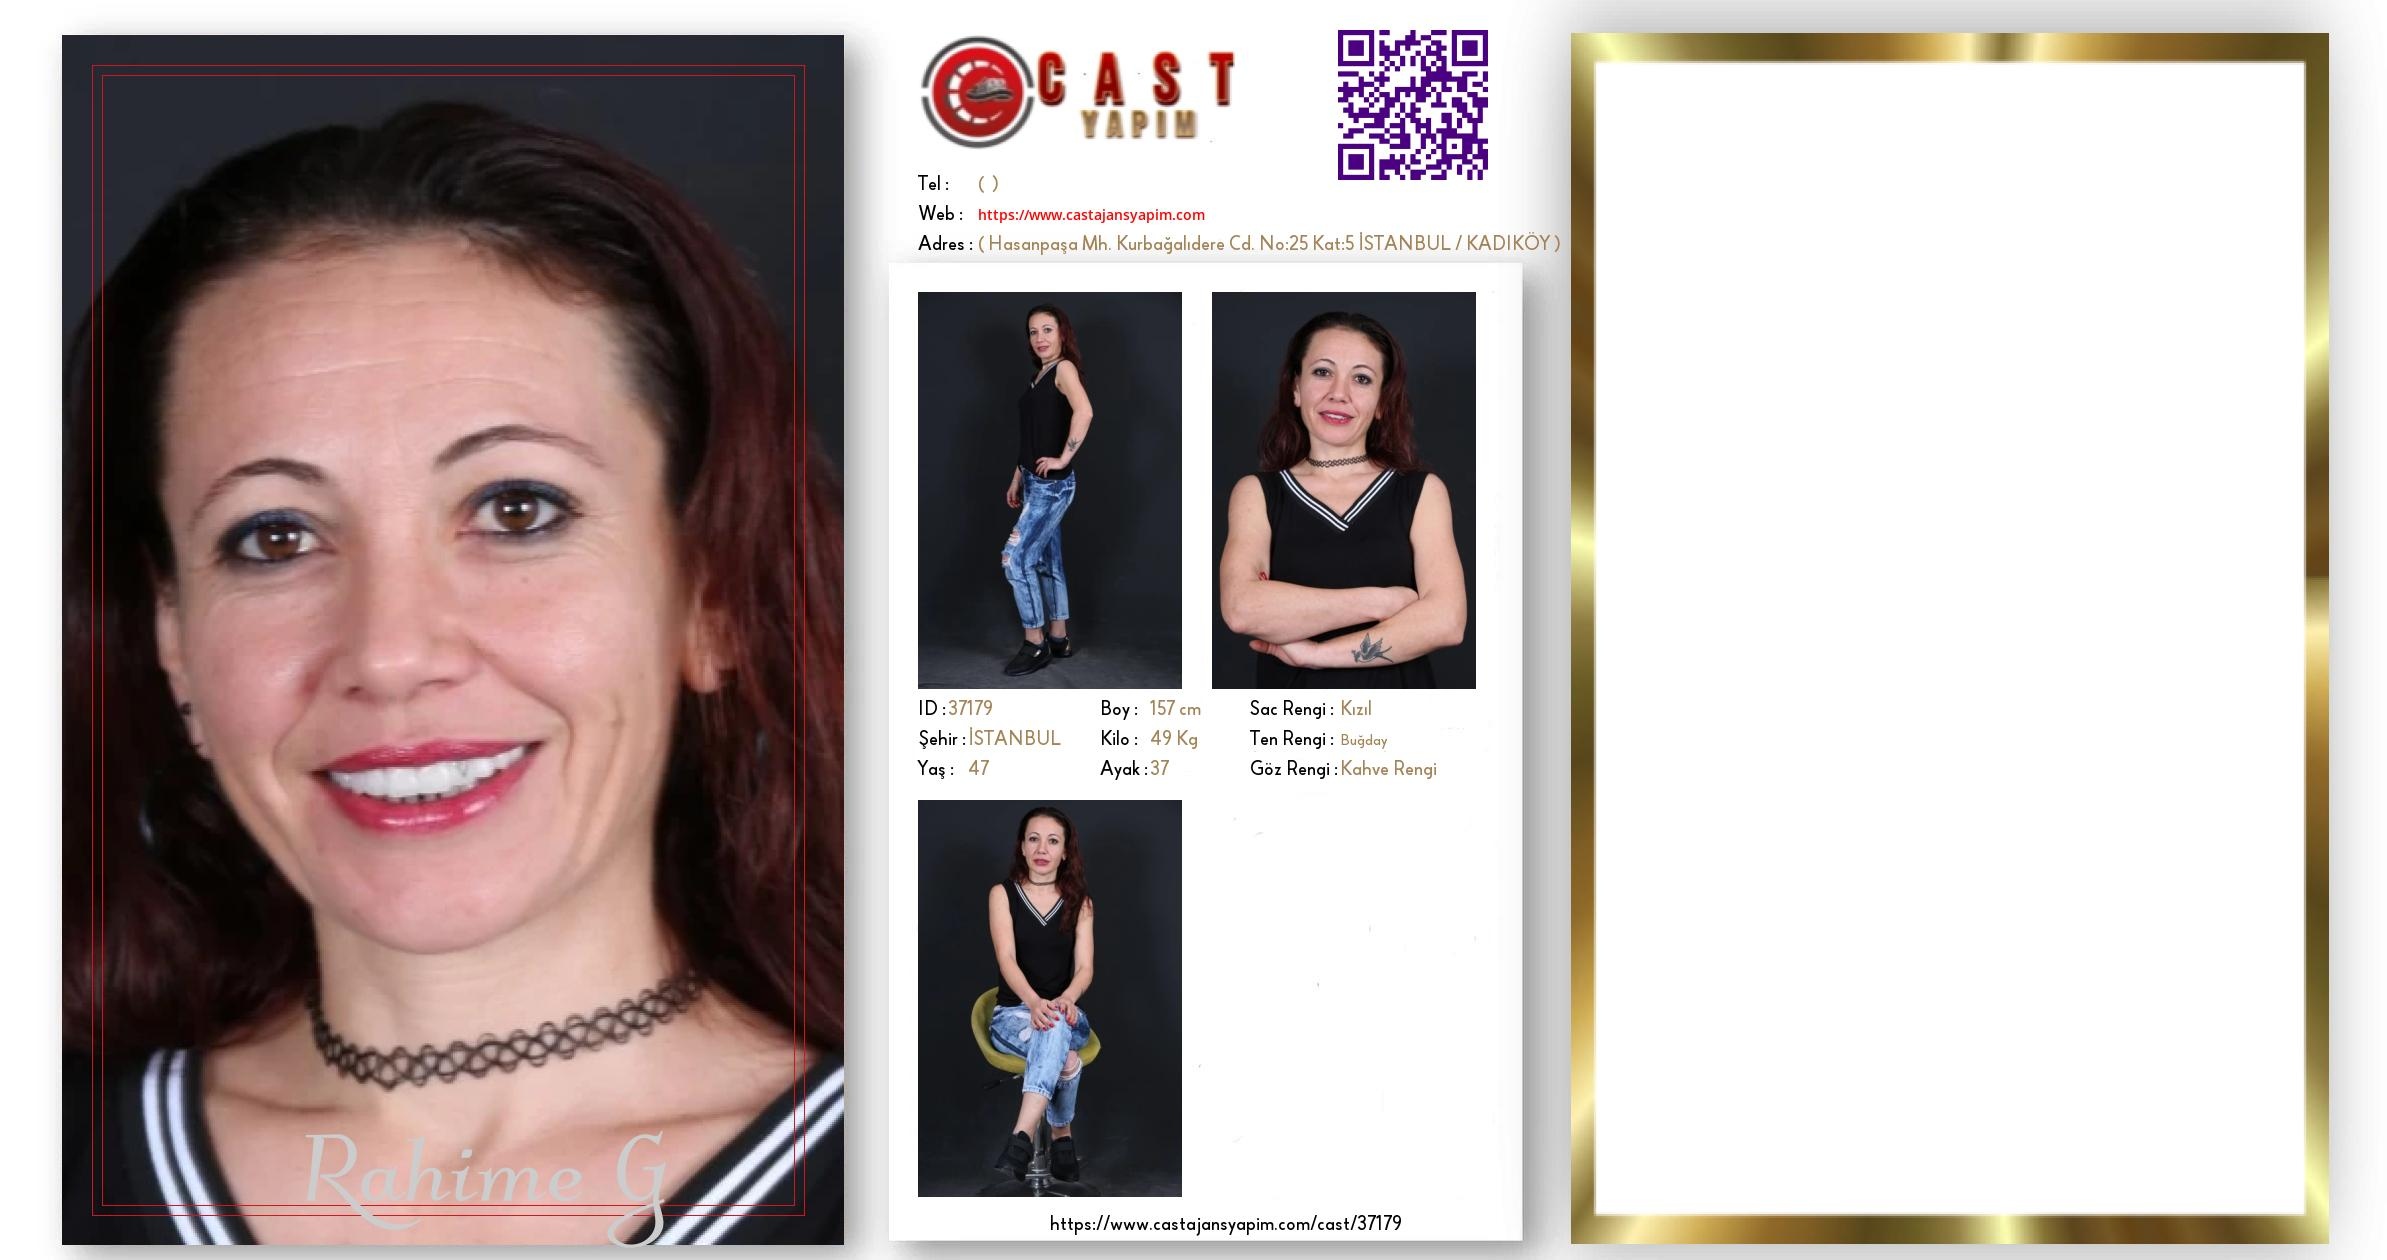 Rahime G
CAST
YAPIM
Tel : ( )
Web : https://www.castajansyapim.com
Adres : ( Hasanpaşa Mh. Kurbağalıdere Cd. No:25 Kat:5 İSTANBUL / KADIKÖY )
ID : 37179 Boy : 157 cm Sac Rengi : Kızıl
Şehir : İSTANBUL Kilo : 49 Kg Ten Rengi : Buğday
Yaş : 47 Ayak : 37 Göz Rengi : Kahve Rengi
https://www.castajansyapim.com/cast/37179